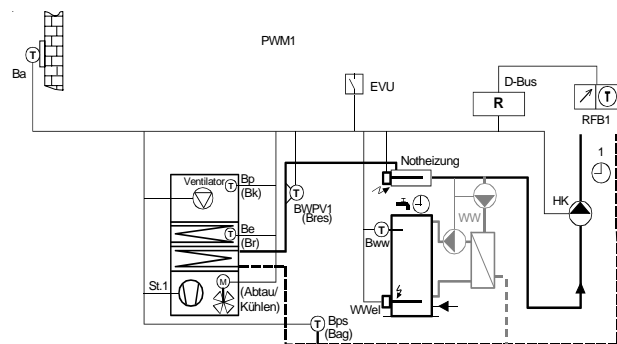 PWM1
Ba
T
EVU
D-Bus
R
T
RFB1
1
Notheizung
HK
Ventilator
T
Bp
(Bk)
T
BWPV1
(Bres)
T
Be
(Br)
T
Bww
WW
St.1
M
(Abtau/
Kühlen)
WWel
T
Bps
(Bag)